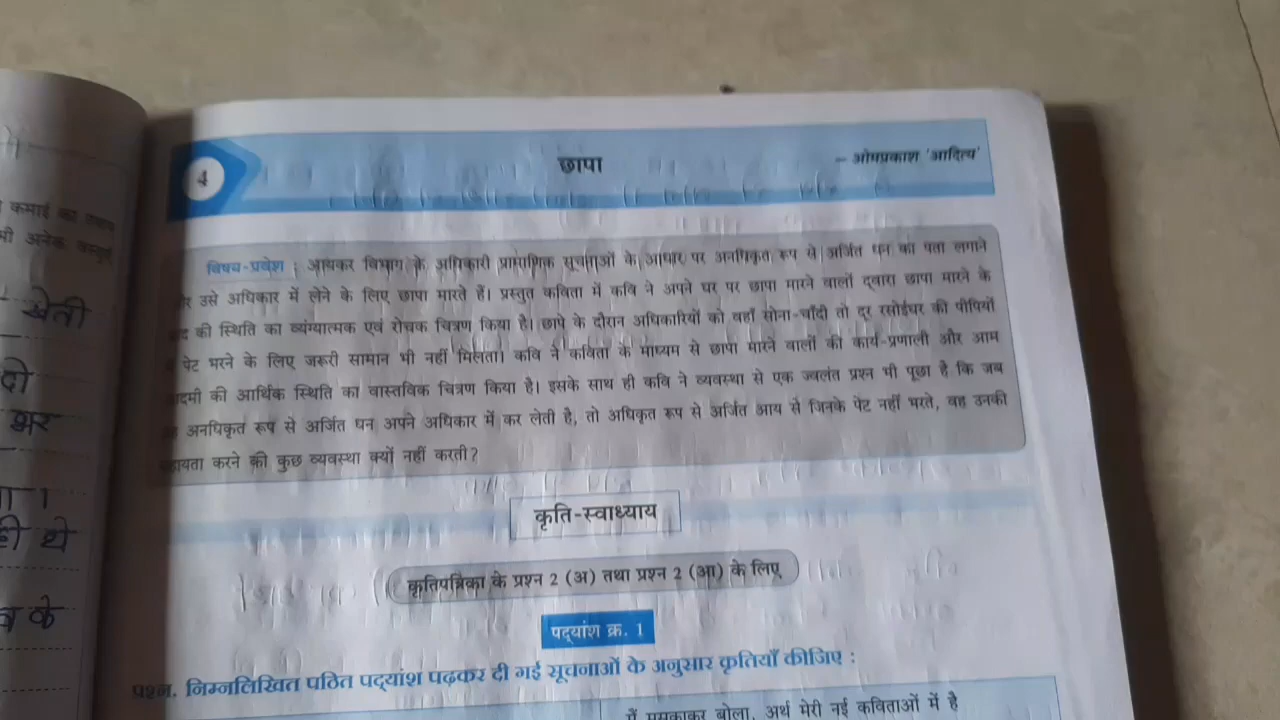 4
छापा
– ओमप्रकाश 'आदित्य'
विषय-प्रवेश : आयकर विभाग के अधिकारी प्रामाणिक सूचनाओं के आधार पर अनधिकृत रूप से अर्जित धन का पता लगाने
उसे अधिकार में लेने के लिए छापा मारते हैं। प्रस्तुत कविता में कवि ने अपने घर पर छापा मारने वालों द्वारा छापा मारने के
की स्थिति का व्यंग्यात्मक एवं रोचक चित्रण किया है। छापे के दौरान अधिकारियों को वहाँ सोना-चाँदी तो दूर रसोईघर की पीपियों
पेट भरने के लिए जरूरी सामान भी नहीं मिलता। कवि ने कविता के माध्यम से छापा मारने वालों की कार्य-प्रणाली और आम
की आर्थिक स्थिति का वास्तविक चित्रण किया है। इसके साथ ही कवि ने व्यवस्था से एक ज्वलंत प्रश्न भी पूछा है कि जब
अनधिकृत रूप से अर्जित धन अपने अधिकार में कर लेती है, तो अधिकृत रूप से अर्जित आय से जिनके पेट नहीं भरते, वह उनकी
करने की कुछ व्यवस्था क्यों नहीं करती?
कृति-स्वाध्याय
कृतिपत्रिका के प्रश्न 2 (अ) तथा प्रश्न 2 (आ) के लिए
पद्यांश क्र. 1
प्रश्न. निम्नलिखित पठित पद्यांश पढ़कर दी गई सूचनाओं के अनुसार कृतियाँ कीजिए :
मैं मुसकाकर बोला, अर्थ मेरी नई कविताओं में है
कमाई का
अनेक
खेती
दो
भर
थे
के